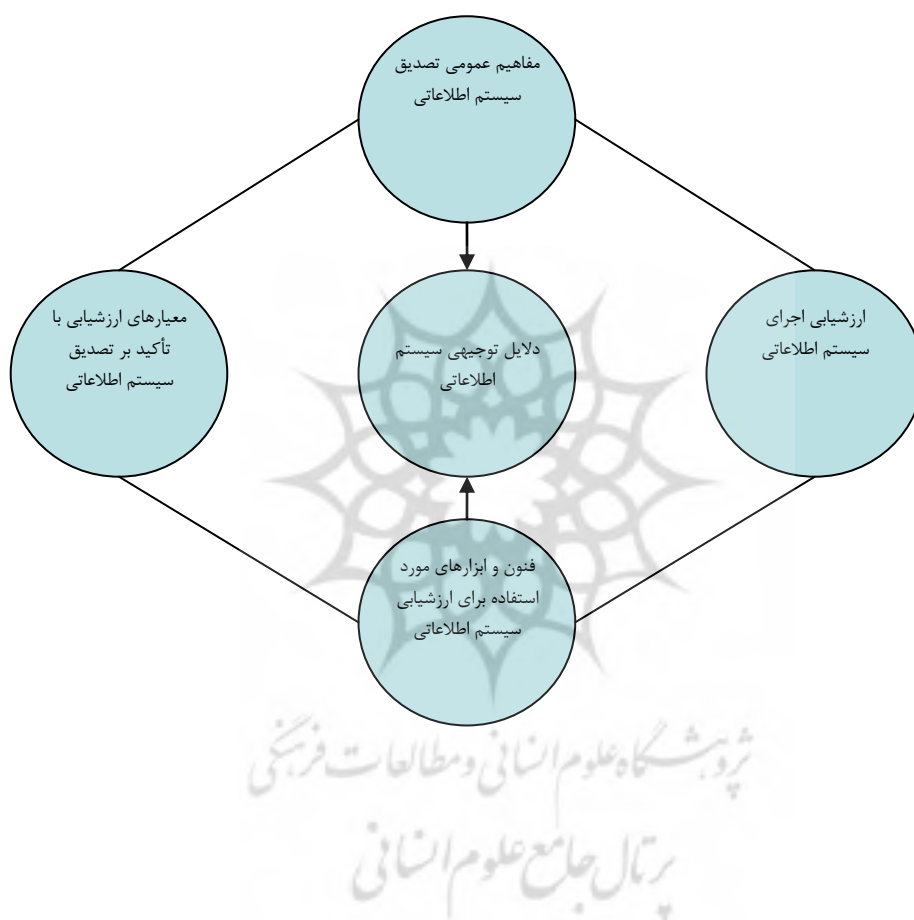 مفاهیم عمومی تصدیق
سیستم اطلاعاتی
معیارهای ارزشیابی با
تأکید بر تصدیق
سیستم اطلاعاتی
دلایل توجیهی سیستم
اطلاعاتی
ارزشیابی اجرای
سیستم اطلاعاتی
فنون و ابزارهای مورد
استفاده برای ارزشیابی
سیستم اطلاعاتی
پژوهشگاه علوم انسانی و مطالعات فرهنگی
پرتال جامع علوم انسانی